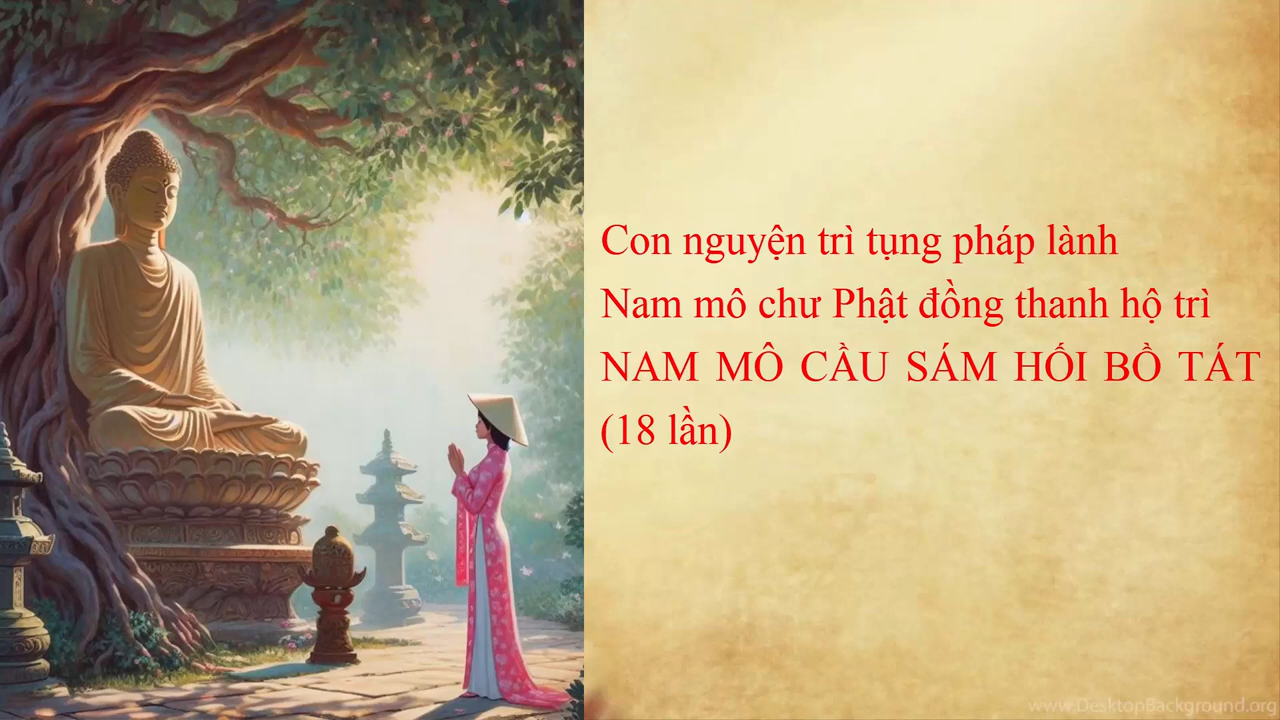 Con nguyện trì tụng pháp lành
Nam mô chư Phật đồng thanh hộ trì
NAM MÔ CẦU SÁM HỐI BỒ TÁT
(18 lần)
www.DesktopBackground.org